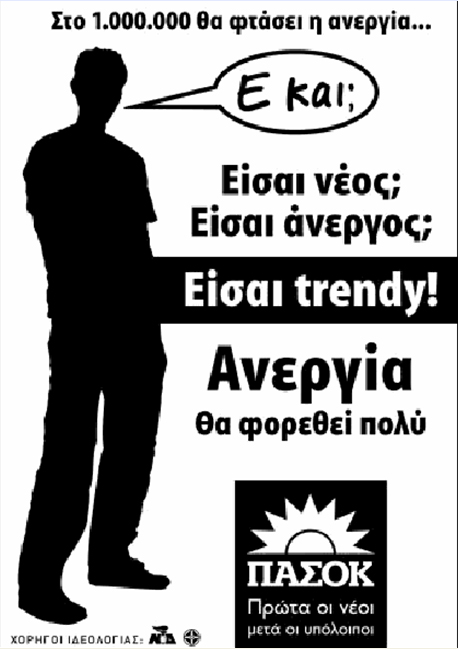 Στο 1.000.000 θα φτάσει η ανεργία...
Ε και;
Είσαι νέος;
Είσαι άνεργος;
Είσαι trendy!
Ανεργία
θα φορεθεί πολύ
ΠΑΣΟΚ
Πρώτα οι νέοι
μετά οι υπόλοιποι
ΧΟΡΗΓΟΙ ΙΔΕΟΛΟΓΙΑΣ: